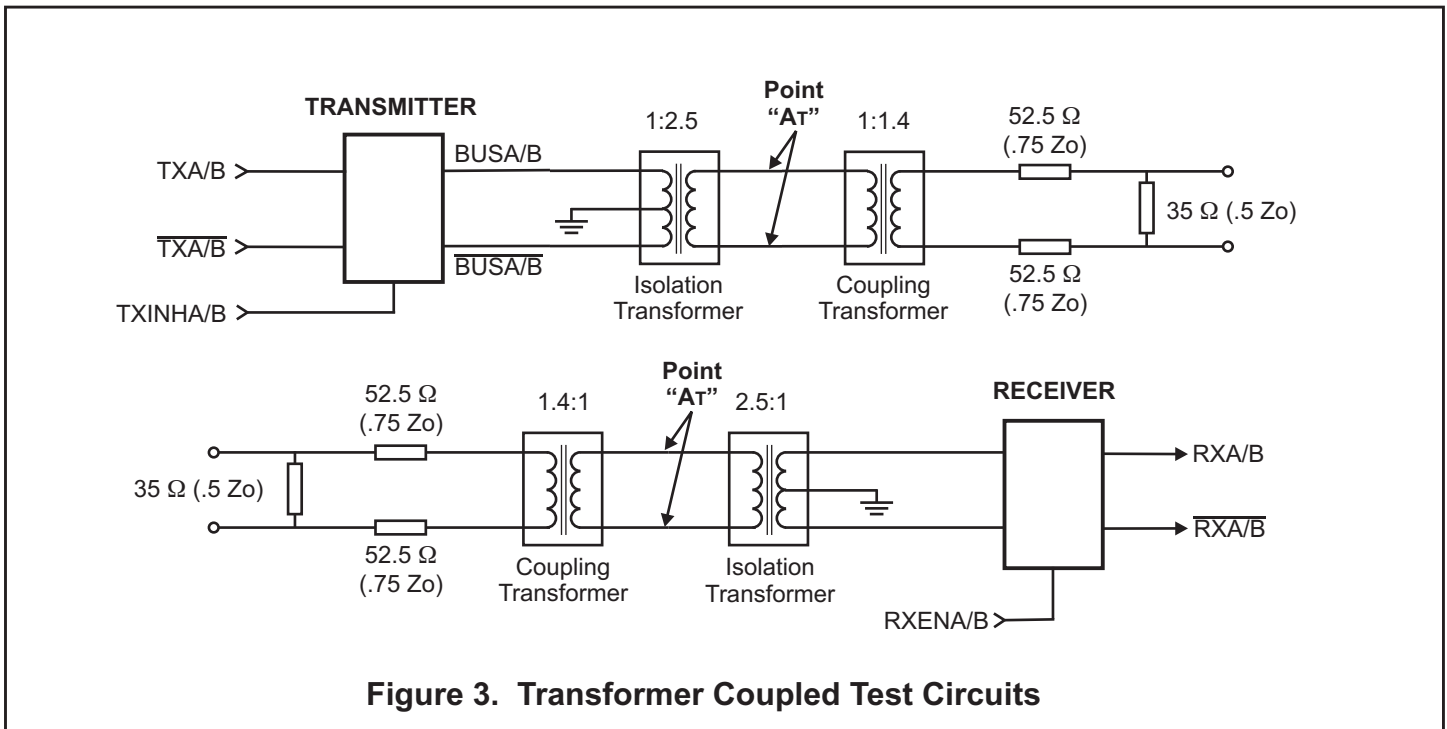 TRANSMITTER
TXA/B
T̅X̅A̅/̅B̅
TXINHA/B
BUSA/B
B̅U̅S̅A̅/̅B̅
1:2.5
Isolation
Transformer
Point
“AT”
1:1.4
Coupling
Transformer
52.5 Ω
(.75 Zo)
35 Ω (.5 Zo)
52.5 Ω
(.75 Zo)
35 Ω (.5 Zo)
52.5 Ω
(.75 Zo)
52.5 Ω
(.75 Zo)
1.4:1
Coupling
Transformer
Point
“AT”
2.5:1
Isolation
Transformer
RECEIVER
RXA/B
R̅X̅A̅/̅B̅
RXENA/B
Figure 3. Transformer Coupled Test Circuits